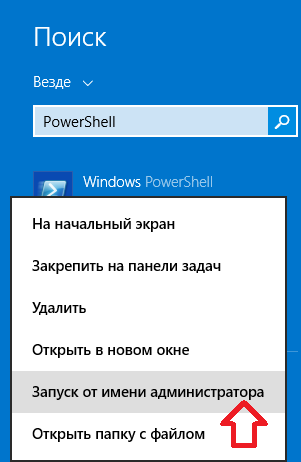 Поиск
Везде
PowerShell
Windows PowerShell
На начальный экран
Закрепить на панели задач
Удалить
Открыть в новом окне
Запуск от имени администратора
Открыть папку с файлом